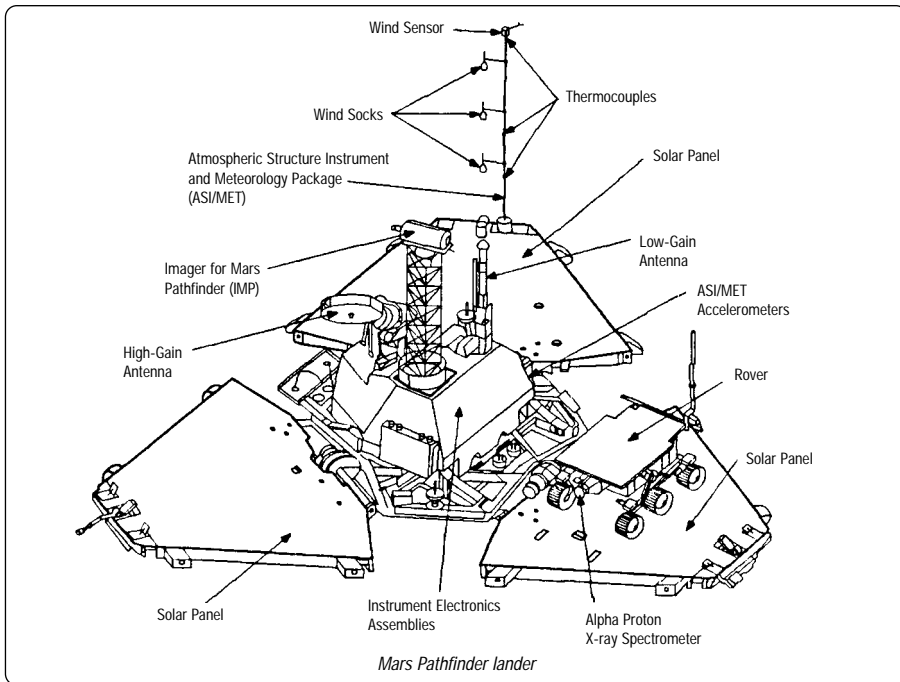 Wind Sensor
Wind Socks
Thermocouples
Atmospheric Structure Instrument
and Meteorology Package
(ASI/MET)
Solar Panel
Imager for Mars
Pathfinder (IMP)
Low-Gain
Antenna
ASI/MET
Accelerometers
High-Gain
Antenna
Rover
Solar Panel
Solar Panel
Instrument Electronics
Assemblies
Alpha Proton
X-ray Spectrometer
Mars Pathfinder lander